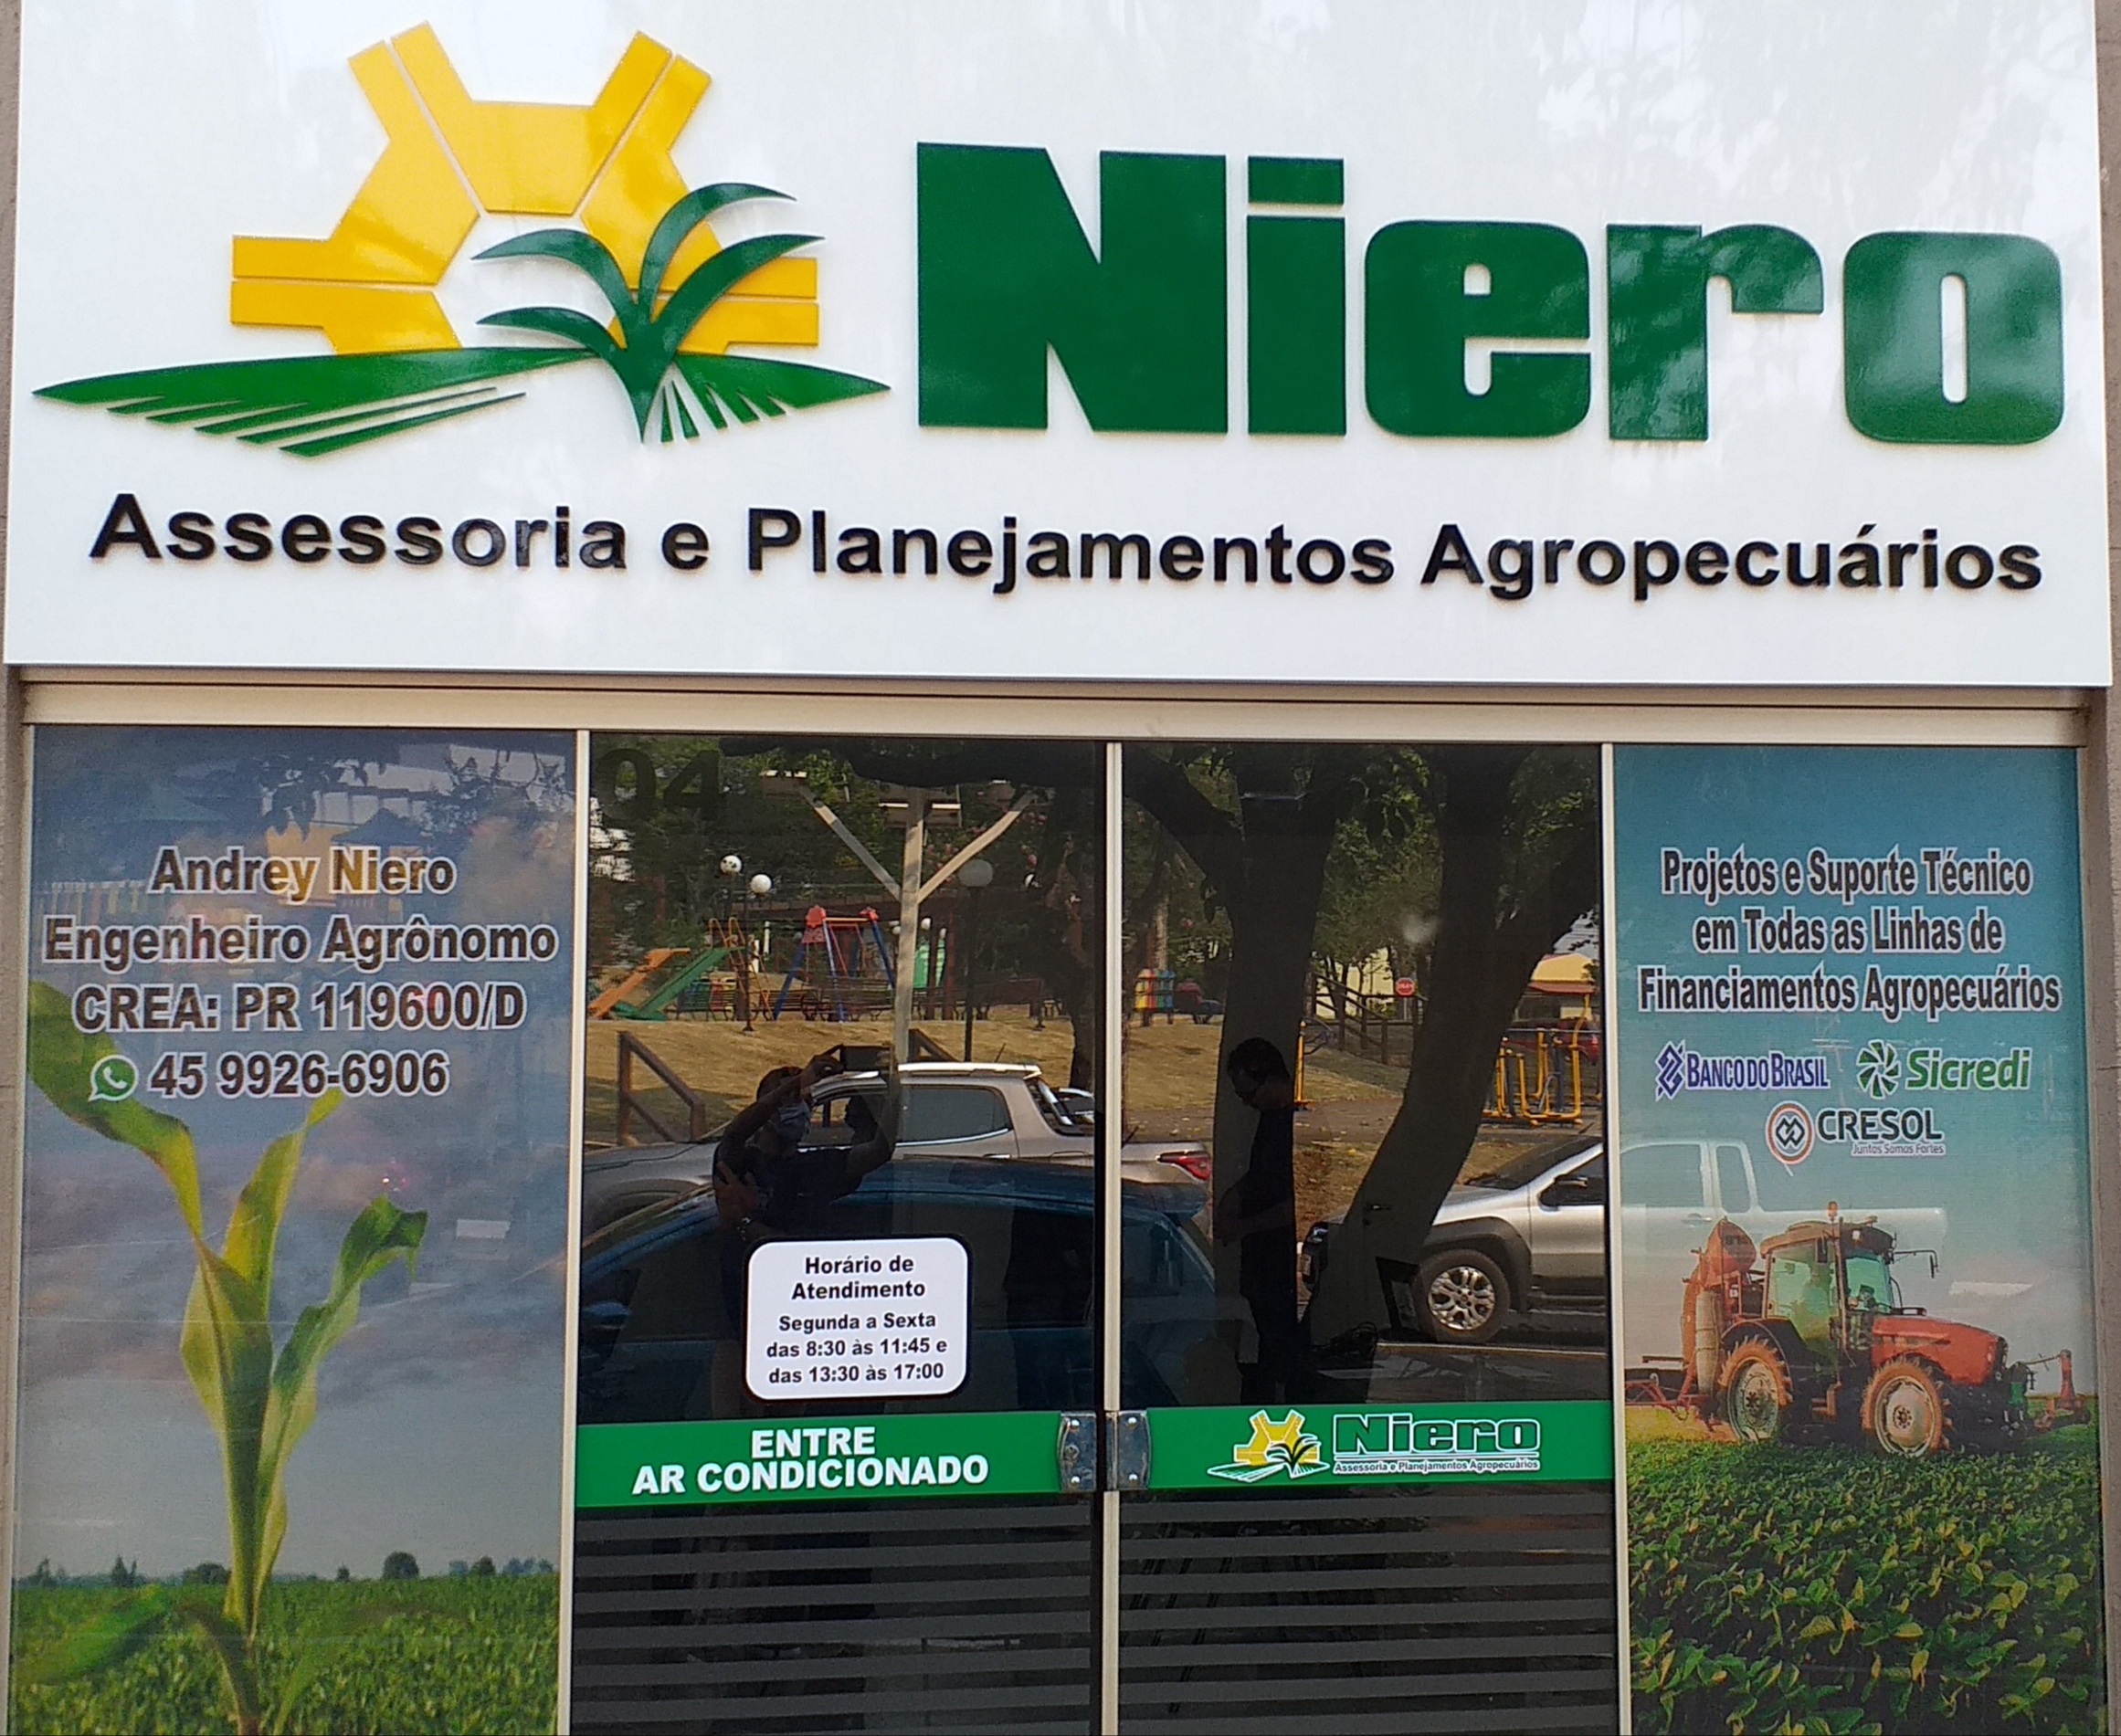 Niero
Assessoria e Planejamentos Agropecuários
04
Andrey Niero
Engenheiro Agrônomo
CREA: PR 119600/D
45 9926-6906
Horário de
Atendimento
Segunda a Sexta
das 8:30 às 11:45 e
das 13:30 às 17:00
ENTRE
AR CONDICIONADO
Niero
Assessoria e Planejamentos Agropecuários
Projetos e Suporte Técnico
em Todas as Linhas de
Financiamentos Agropecuários
BANCO DO BRASIL
Sicredi
CRESOL
Juntos Somos Fortes